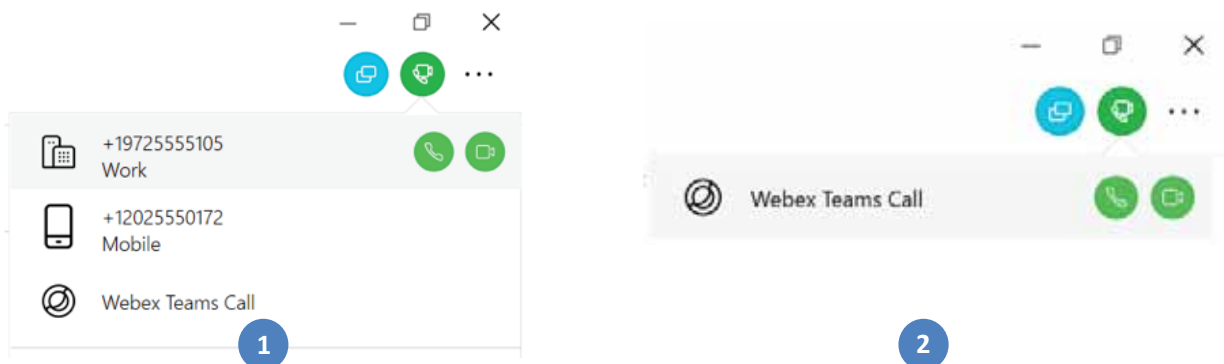 +19725555105
Work
+12025550172
Mobile
Webex Teams Call
1
Webex Teams Call
2